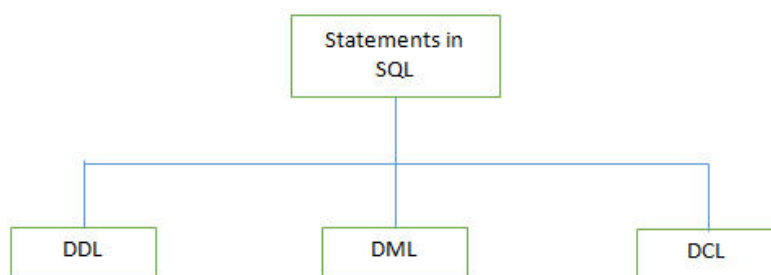 Statements in
SQL
DDL
DML
DCL